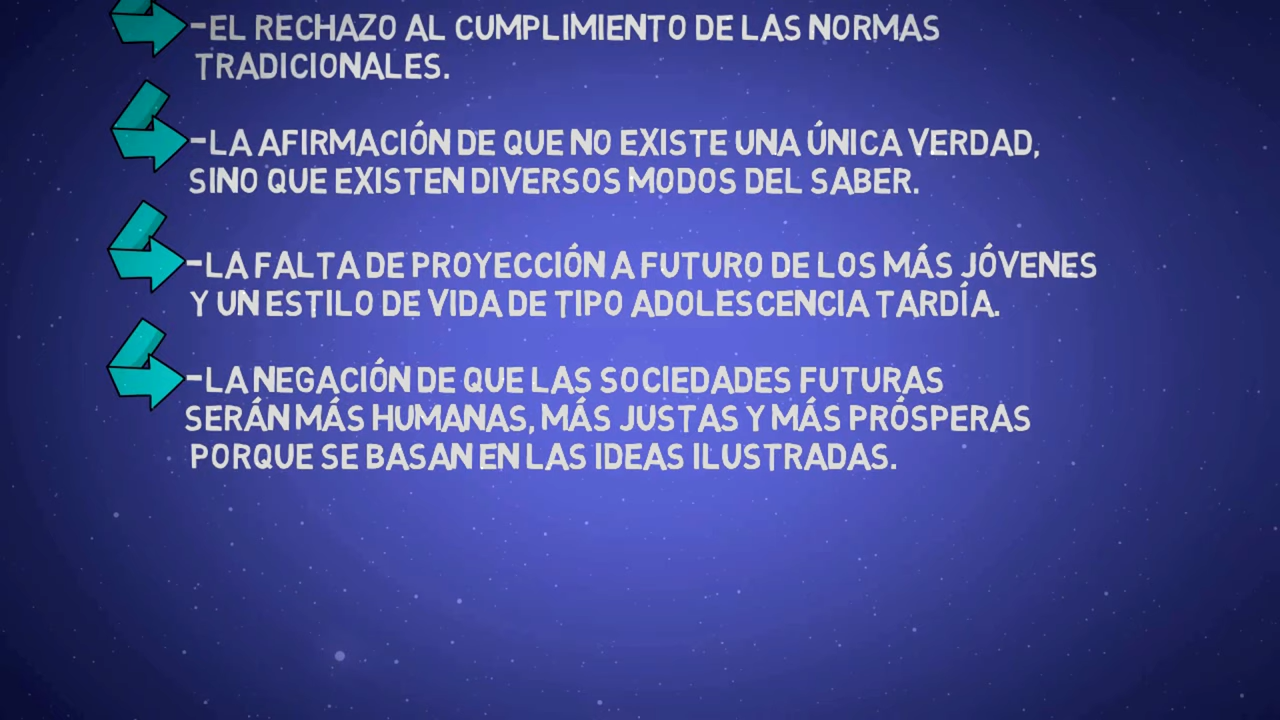 -EL RECHAZO AL CUMPLIMIENTO DE LAS NORMAS
TRADICIONALES.
-LA AFIRMACIÓN DE QUE NO EXISTE UNA ÚNICA VERDAD,
SINO QUE EXISTEN DIVERSOS MODOS DEL SABER.
-LA FALTA DE PROYECCIÓN A FUTURO DE LOS MÁS JÓVENES
Y UN ESTILO DE VIDA DE TIPO ADOLESCENCIA TARDÍA.
-LA NEGACIÓN DE QUE LAS SOCIEDADES FUTURAS
SERÁN MÁS HUMANAS, MÁS JUSTAS Y MÁS PRÓSPERAS
PORQUE SE BASAN EN LAS IDEAS ILUSTRADAS.